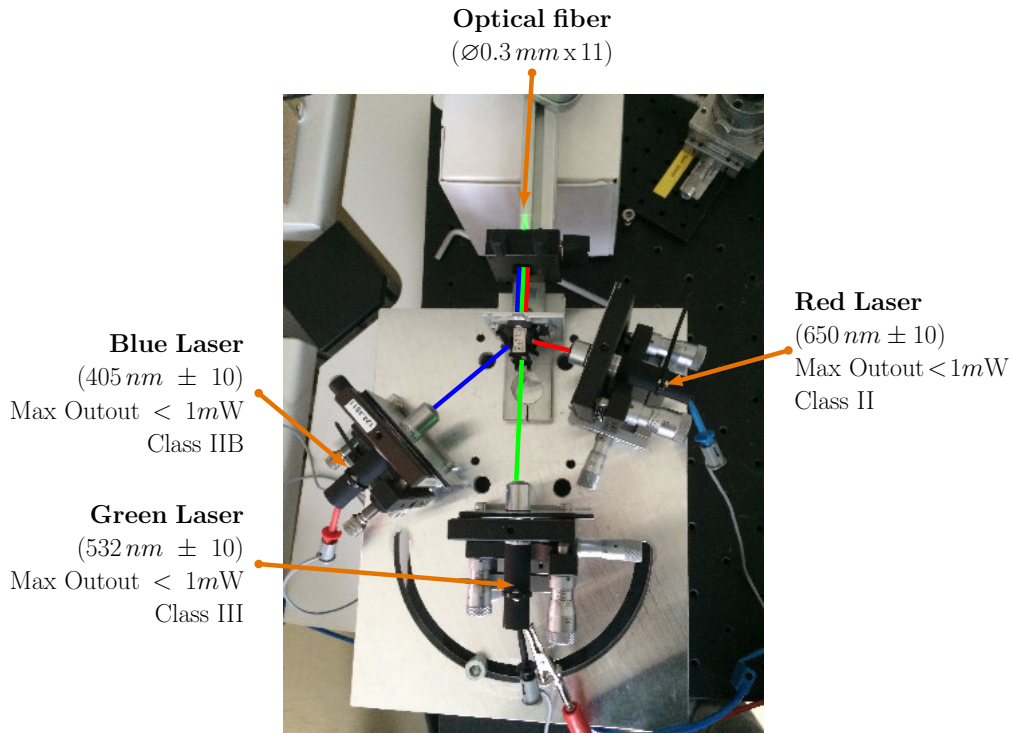 Optical fiber
(∅0.3 mm x 11)
Red Laser
(650 nm ± 10)
Max Outout<1mW
Class II
Blue Laser
(405 nm ± 10)
Max Outout < 1mW
Class IIB
Green Laser
(532 nm ± 10)
Max Outout < 1mW
Class III